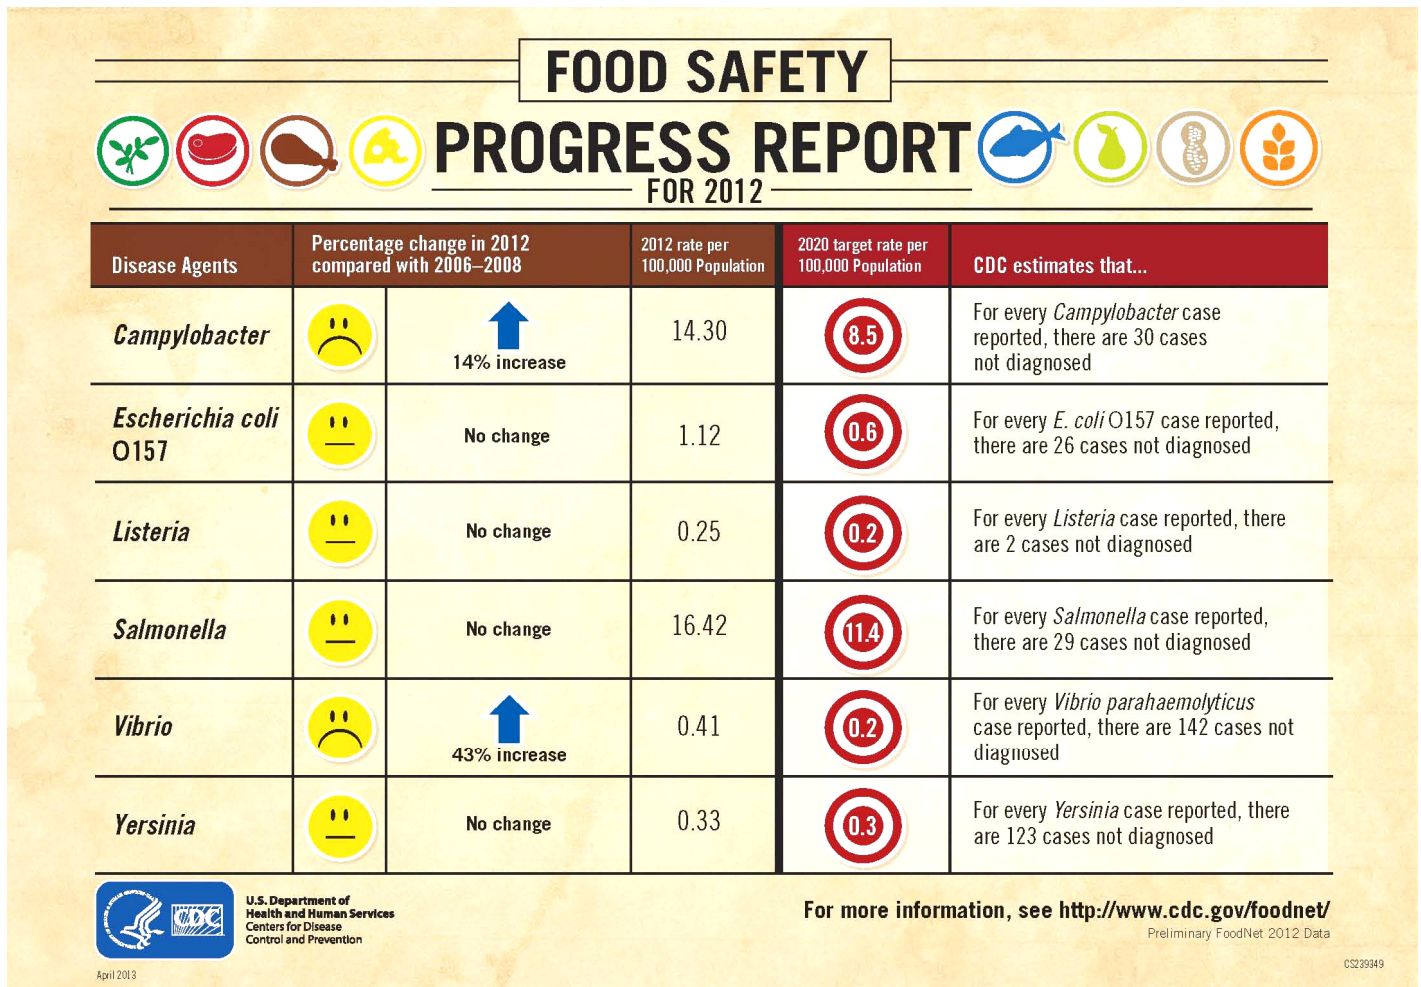 FOOD SAFETY
PROGRESS REPORT
FOR 2012
Disease Agents
Percentage change in 2012
compared with 2006–2008
2012 rate per
100,000 Population
2020 target rate per
100,000 Population
CDC estimates that...
Campylobacter
14% increase
14.30
8.5
For every Campylobacter case
reported, there are 30 cases
not diagnosed
Escherichia coli
O157
No change
1.12
0.6
For every E. coli O157 case reported,
there are 26 cases not diagnosed
Listeria
No change
0.25
0.2
For every Listeria case reported, there
are 2 cases not diagnosed
Salmonella
No change
16.42
11.4
For every Salmonella case reported,
there are 29 cases not diagnosed
Vibrio
43% increase
0.41
0.2
For every Vibrio parahaemolyticus
case reported, there are 142 cases not
diagnosed
Yersinia
No change
0.33
0.3
For every Yersinia case reported, there
are 123 cases not diagnosed
CDC
U.S. Department of
Health and Human Services
Centers for Disease
Control and Prevention
For more information, see http://www.cdc.gov/foodnet/
Preliminary FoodNet 2012 Data
April 2013
CS239349